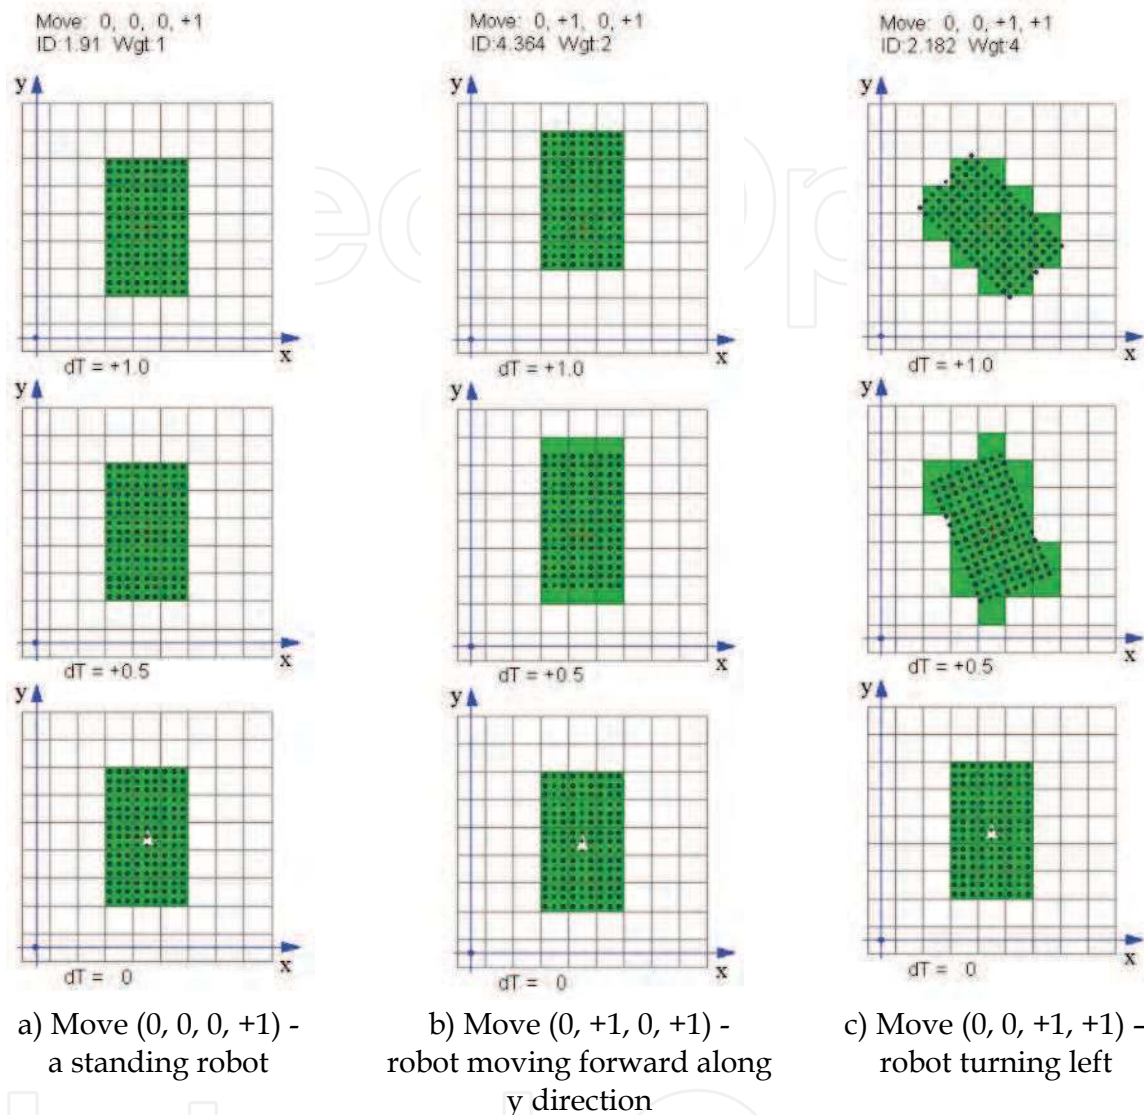 Move: 0, 0, 0, +1
ID:1.91 Wgt:1
y
x
dT = +1.0
y
x
dT = +0.5
y
x
dT = 0
a) Move (0, 0, 0, +1) -
a standing robot
Move: 0, +1, 0, +1
ID:4.364 Wgt:2
y
x
dT = +1.0
y
x
dT = +0.5
y
x
dT = 0
b) Move (0, +1, 0, +1) -
robot moving forward along
y direction
Move: 0, 0, +1, +1
ID:2.182 Wgt:4
y
x
dT = +1.0
y
x
dT = +0.5
y
x
dT = 0
c) Move (0, 0, +1, +1) –
robot turning left